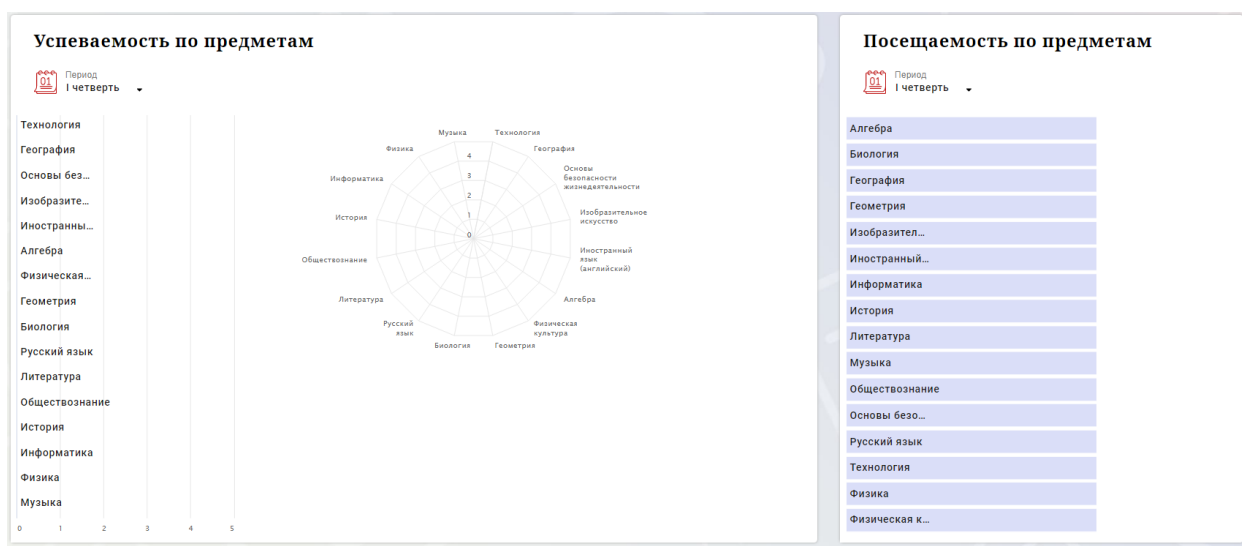 Успеваемость по предметам
01
Период
I четверть
Технология
География
Основы без...
Изобразите...
Иностранны...
Алгебра
Физическая...
Геометрия
Биология
Русский язык
Литература
Обществознание
История
Информатика
Физика
Музыка
0 1 2 3 4 5
Музыка
Технология
География
Основы
безопасности
жизнедеятельности
Изобразительное
искусство
Иностранный
язык
(английский)
Алгебра
Физическая
культура
Геометрия
Биология
Русский
язык
Литература
Обществознание
История
Информатика
Физика
4
3
2
1
0
Посещаемость по предметам
01
Период
I четверть
Алгебра
Биология
География
Геометрия
Изобразител...
Иностранный...
Информатика
История
Литература
Музыка
Обществознание
Основы безо...
Русский язык
Технология
Физика
Физическая к...